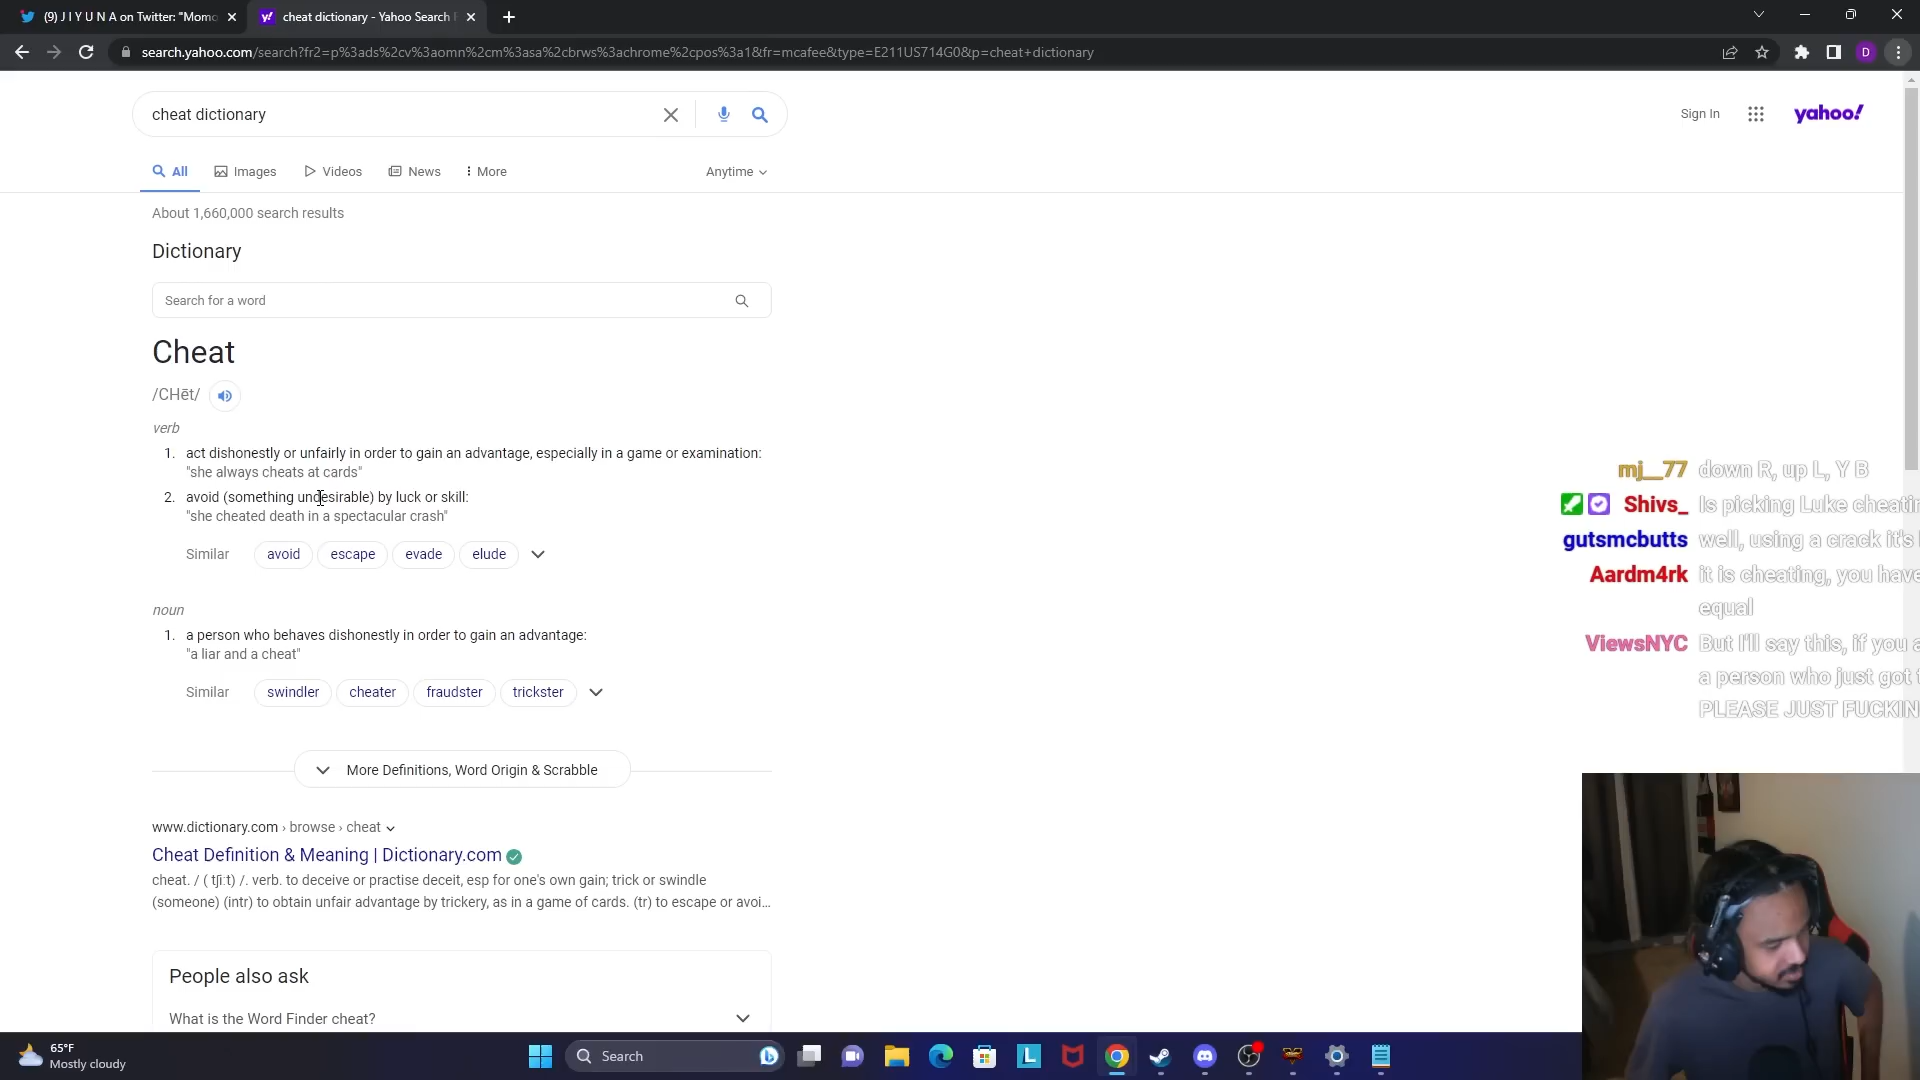 (9) J I Y U N A on Twitter: "Momo
cheat dictionary - Yahoo Search
search.yahoo.com/search?fr2=p%3ads%2cv%3aomn%2cm%3asa%2cbrws%3achrome%2cpos%3a1&fr=mcafee&type=E211US714G0&p=cheat+dictionary
D
cheat dictionary
Sign In
yahoo!
All Images Videos News More Anytime
About 1,660,000 search results
Dictionary
Search for a word
Cheat
/CHēt/
verb
1. act dishonestly or unfairly in order to gain an advantage, especially in a game or examination:
"she always cheats at cards"
2. avoid (something undesirable) by luck or skill:
"she cheated death in a spectacular crash"
Similar avoid escape evade elude
noun
1. a person who behaves dishonestly in order to gain an advantage:
"a liar and a cheat"
Similar swindler cheater fraudster trickster
More Definitions, Word Origin & Scrabble
www.dictionary.com › browse › cheat
Cheat Definition & Meaning | Dictionary.com
cheat. / ( tʃiːt) /. verb. to deceive or practise deceit, esp for one's own gain; trick or swindle
(someone) (intr) to obtain unfair advantage by trickery, as in a game of cards. (tr) to escape or avoi...
People also ask
What is the Word Finder cheat?
mj__77 down R, up L, Y B
Shivs_ Is picking Luke cheatin
gutsmcbutts well, using a crack it's
Aardm4rk it is cheating, you have
equal
ViewsNYC But I'll say this, if you a
a person who just got
PLEASE JUST FUCKIN
65°F
Mostly cloudy
Search
L